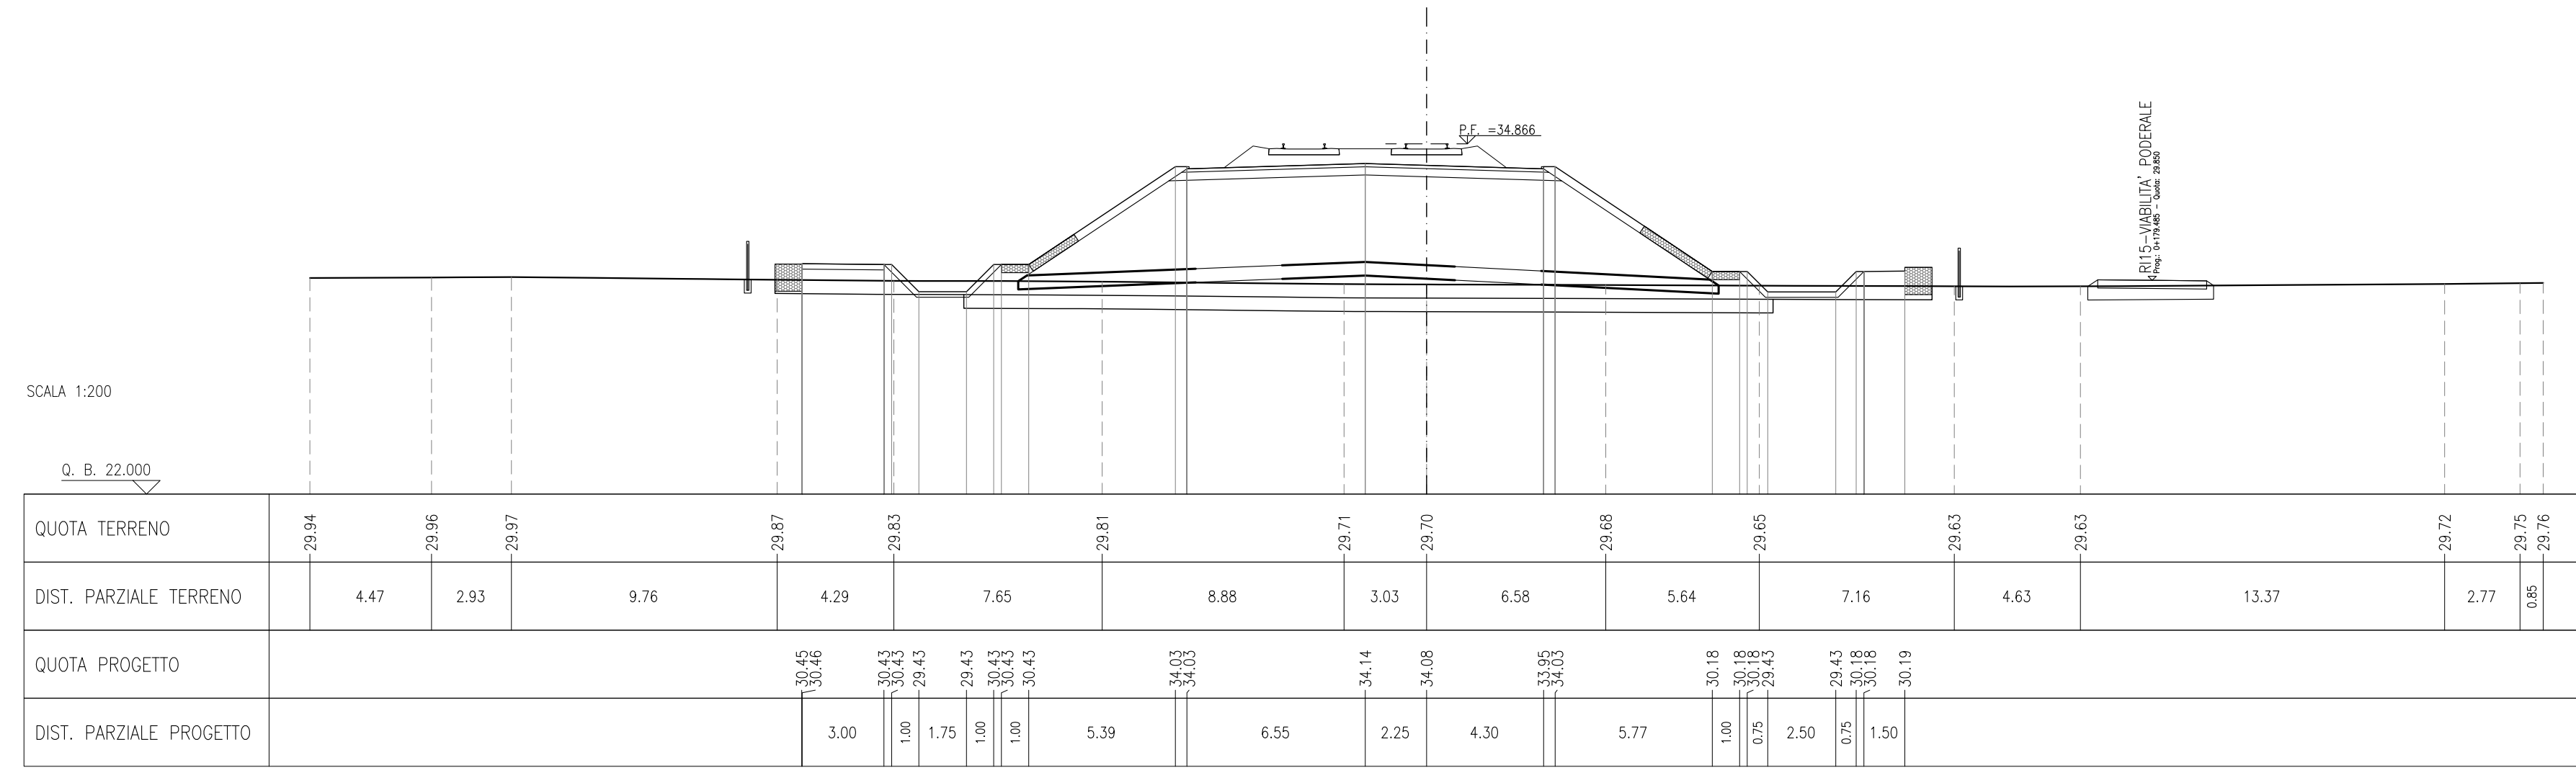 P.F. =34.866
RI15-VIABILITA' PODERALE
Prog.: 0+179.485 - Quota: 29.850
SCALA 1:200
Q. B. 22.000
QUOTA TERRENO 29.94 29.96 29.97 29.87 29.83 29.81 29.71 29.70 29.68 29.65 29.63 29.63 29.72 29.75 29.76
DIST. PARZIALE TERRENO 4.47 2.93 9.76 4.29 7.65 8.88 3.03 6.58 5.64 7.16 4.63 13.37 2.77 0.85
QUOTA PROGETTO 30.45 30.46 30.43 30.43 29.43 29.43 30.43 30.43 30.43 34.03 34.03 34.14 34.08 33.95 34.03 30.18 30.18 30.18 29.43 29.43 30.18 30.18 30.19
DIST. PARZIALE PROGETTO 3.00 1.00 1.75 1.00 1.00 5.39 6.55 2.25 4.30 5.77 1.00 0.75 2.50 0.75 1.50